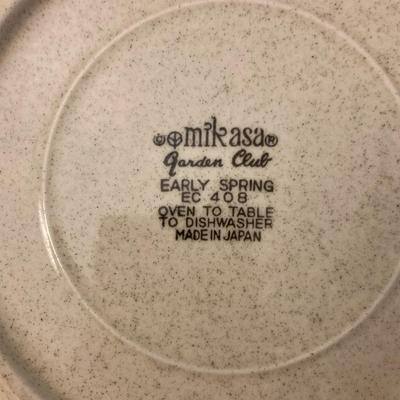 mikasa®
Garden Club
EARLY SPRING
EC 408
OVEN TO TABLE
TO DISHWASHER
MADE IN JAPAN